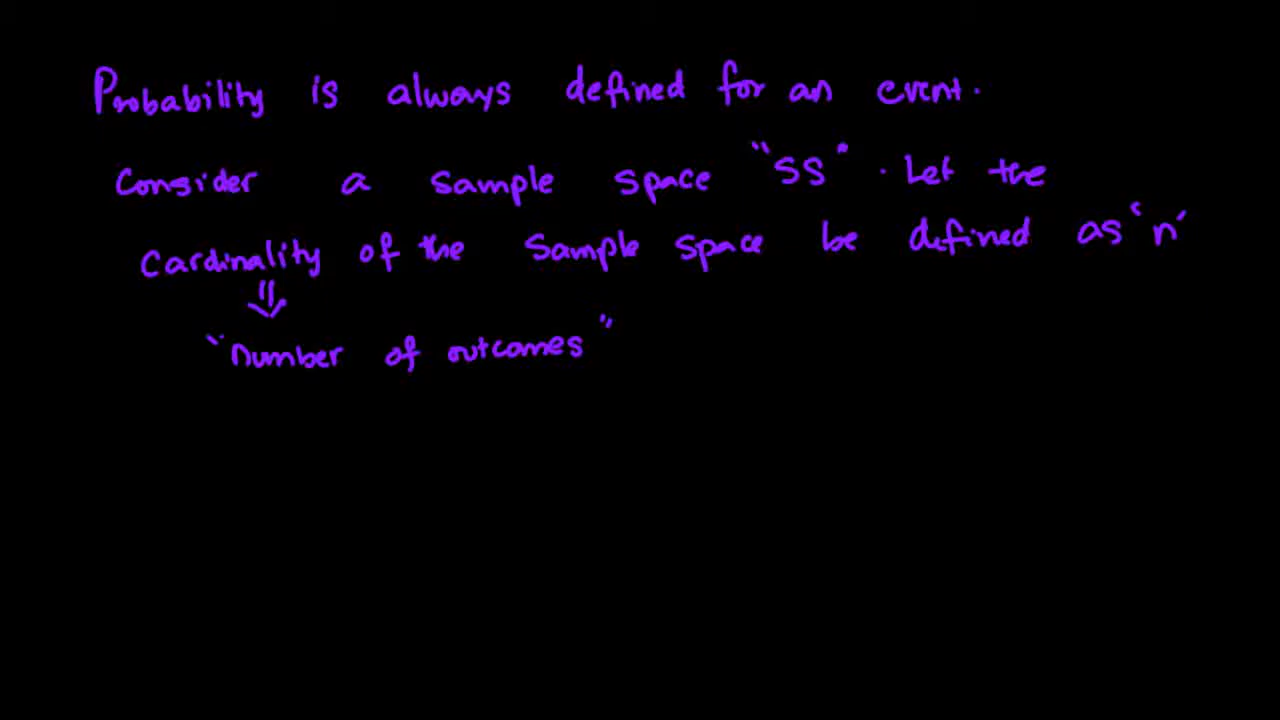 Probability is always defined for an event.
Consider a sample space "SS". Let the
Cardinality of the sample space be defined as 'n'
⇓
"Number of outcomes"